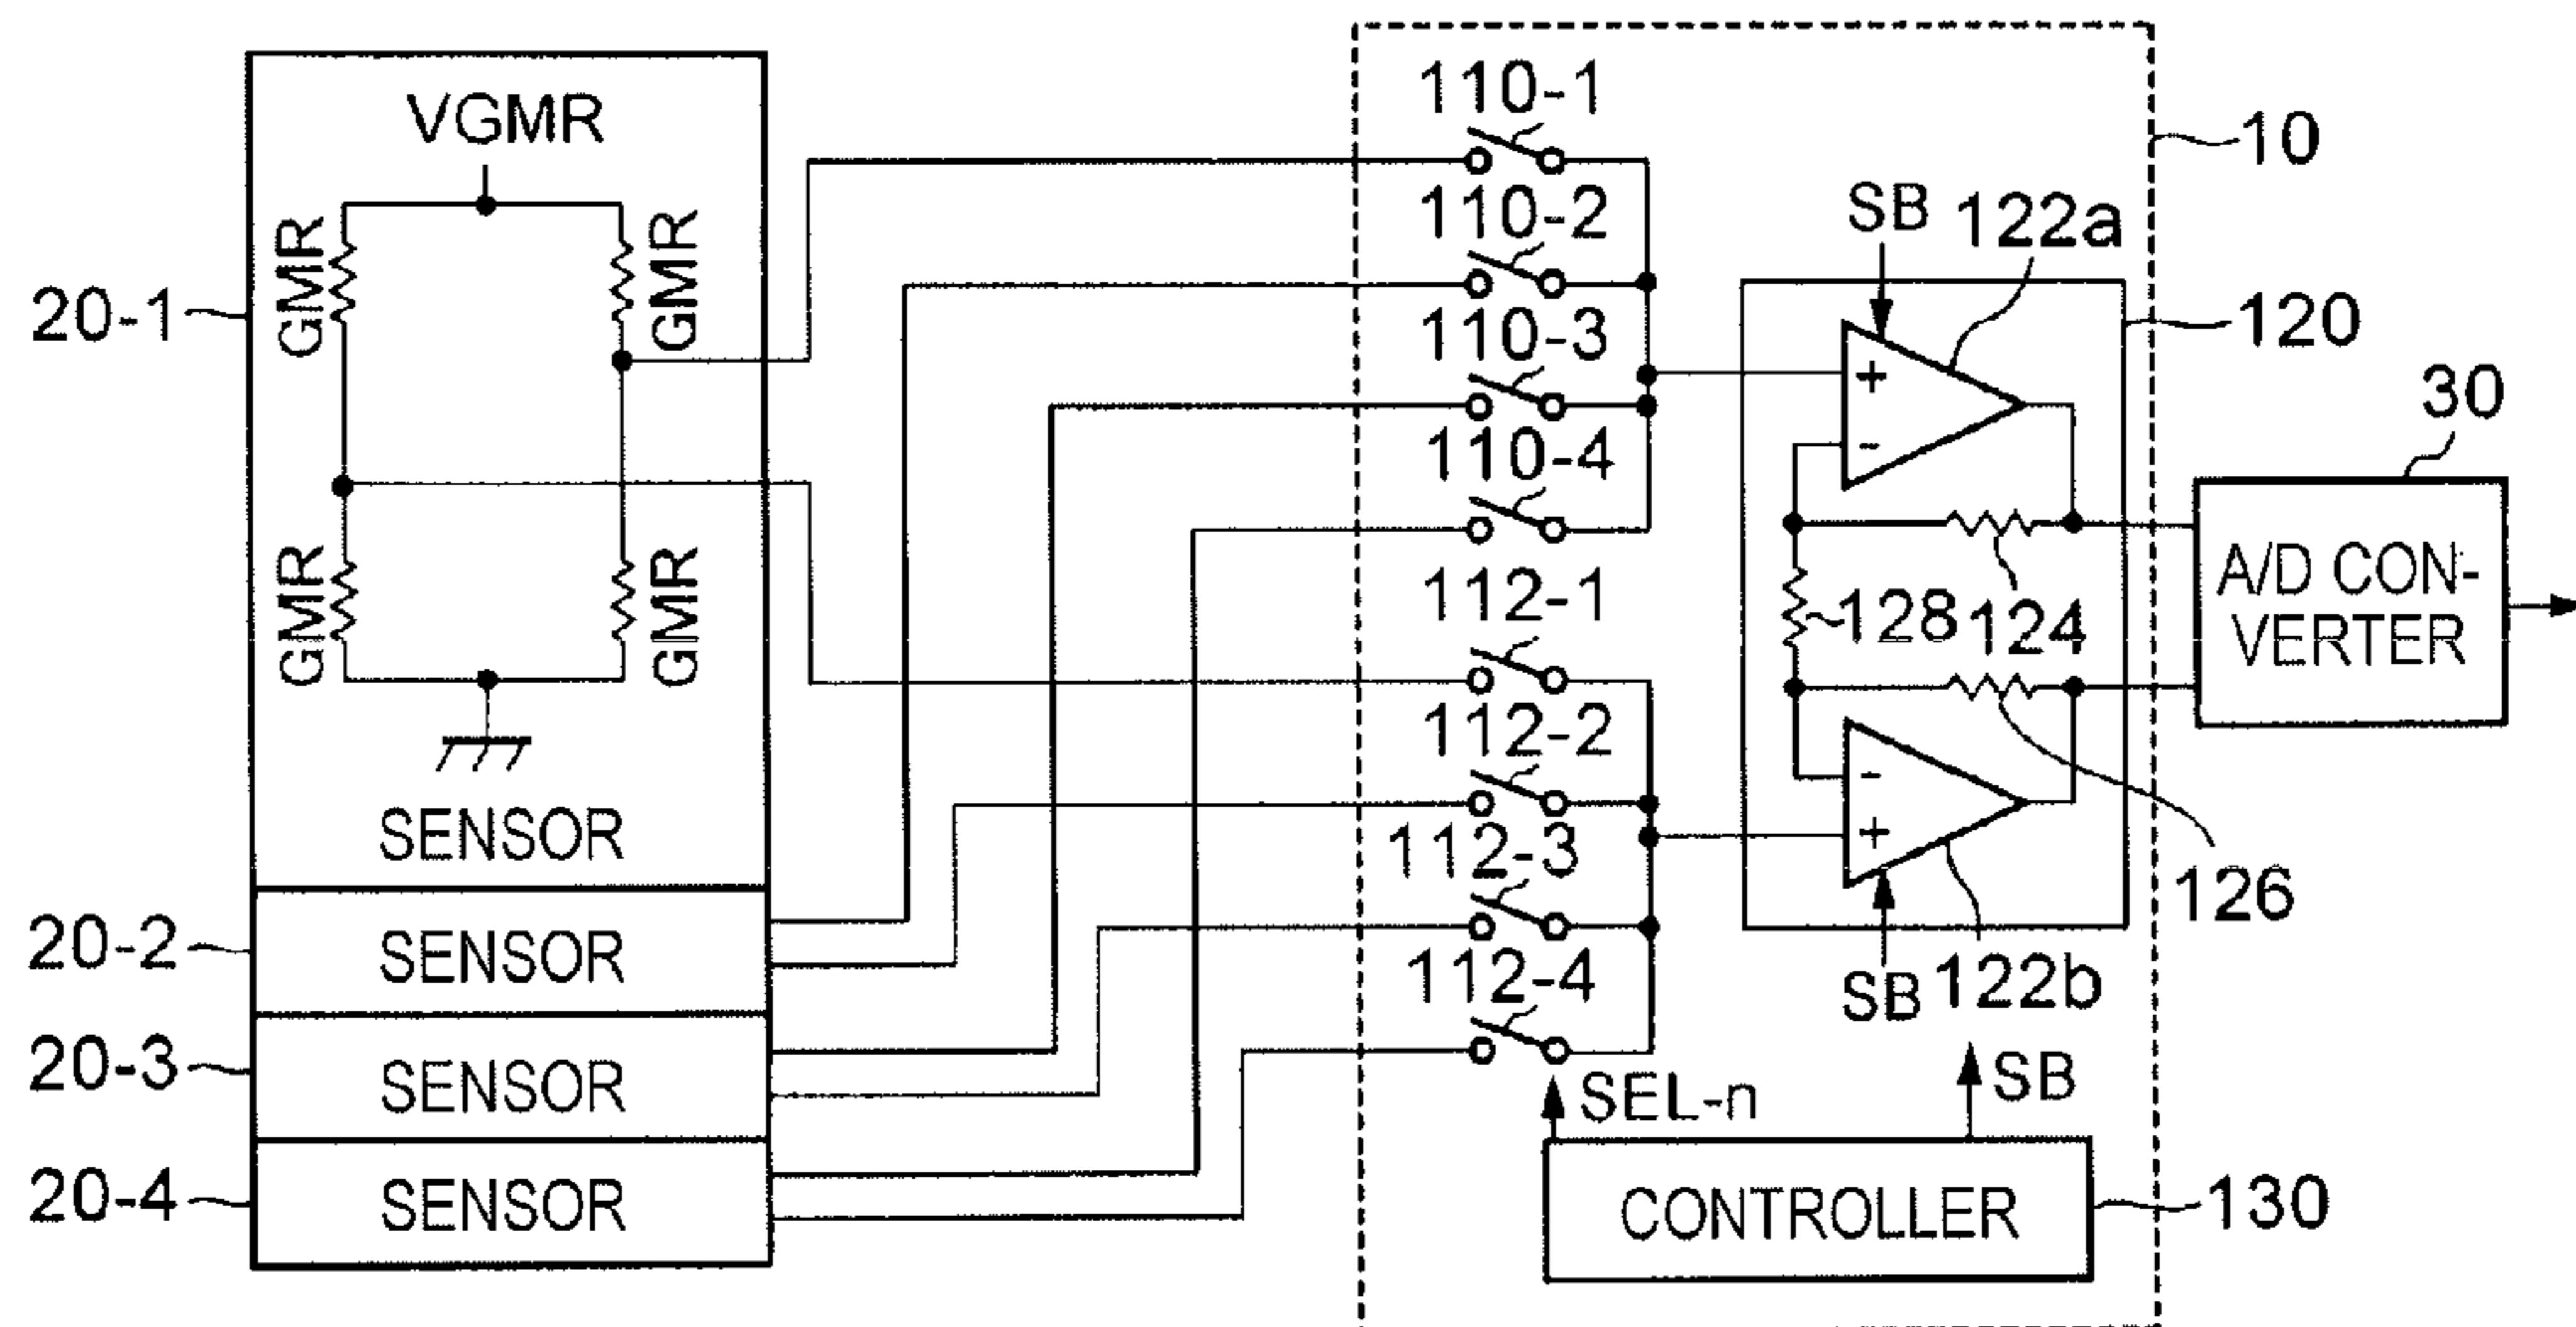 VGMR
GMR
GMR
GMR
GMR
SENSOR
20-1
20-2
SENSOR
20-3
SENSOR
20-4
SENSOR
110-1
110-2
110-3
110-4
112-1
112-2
112-3
112-4
10
SB
122a
120
+
-
128
124
-
+
126
SB
122b
30
A/D CON-
VERTER
SEL-n
SB
CONTROLLER
130